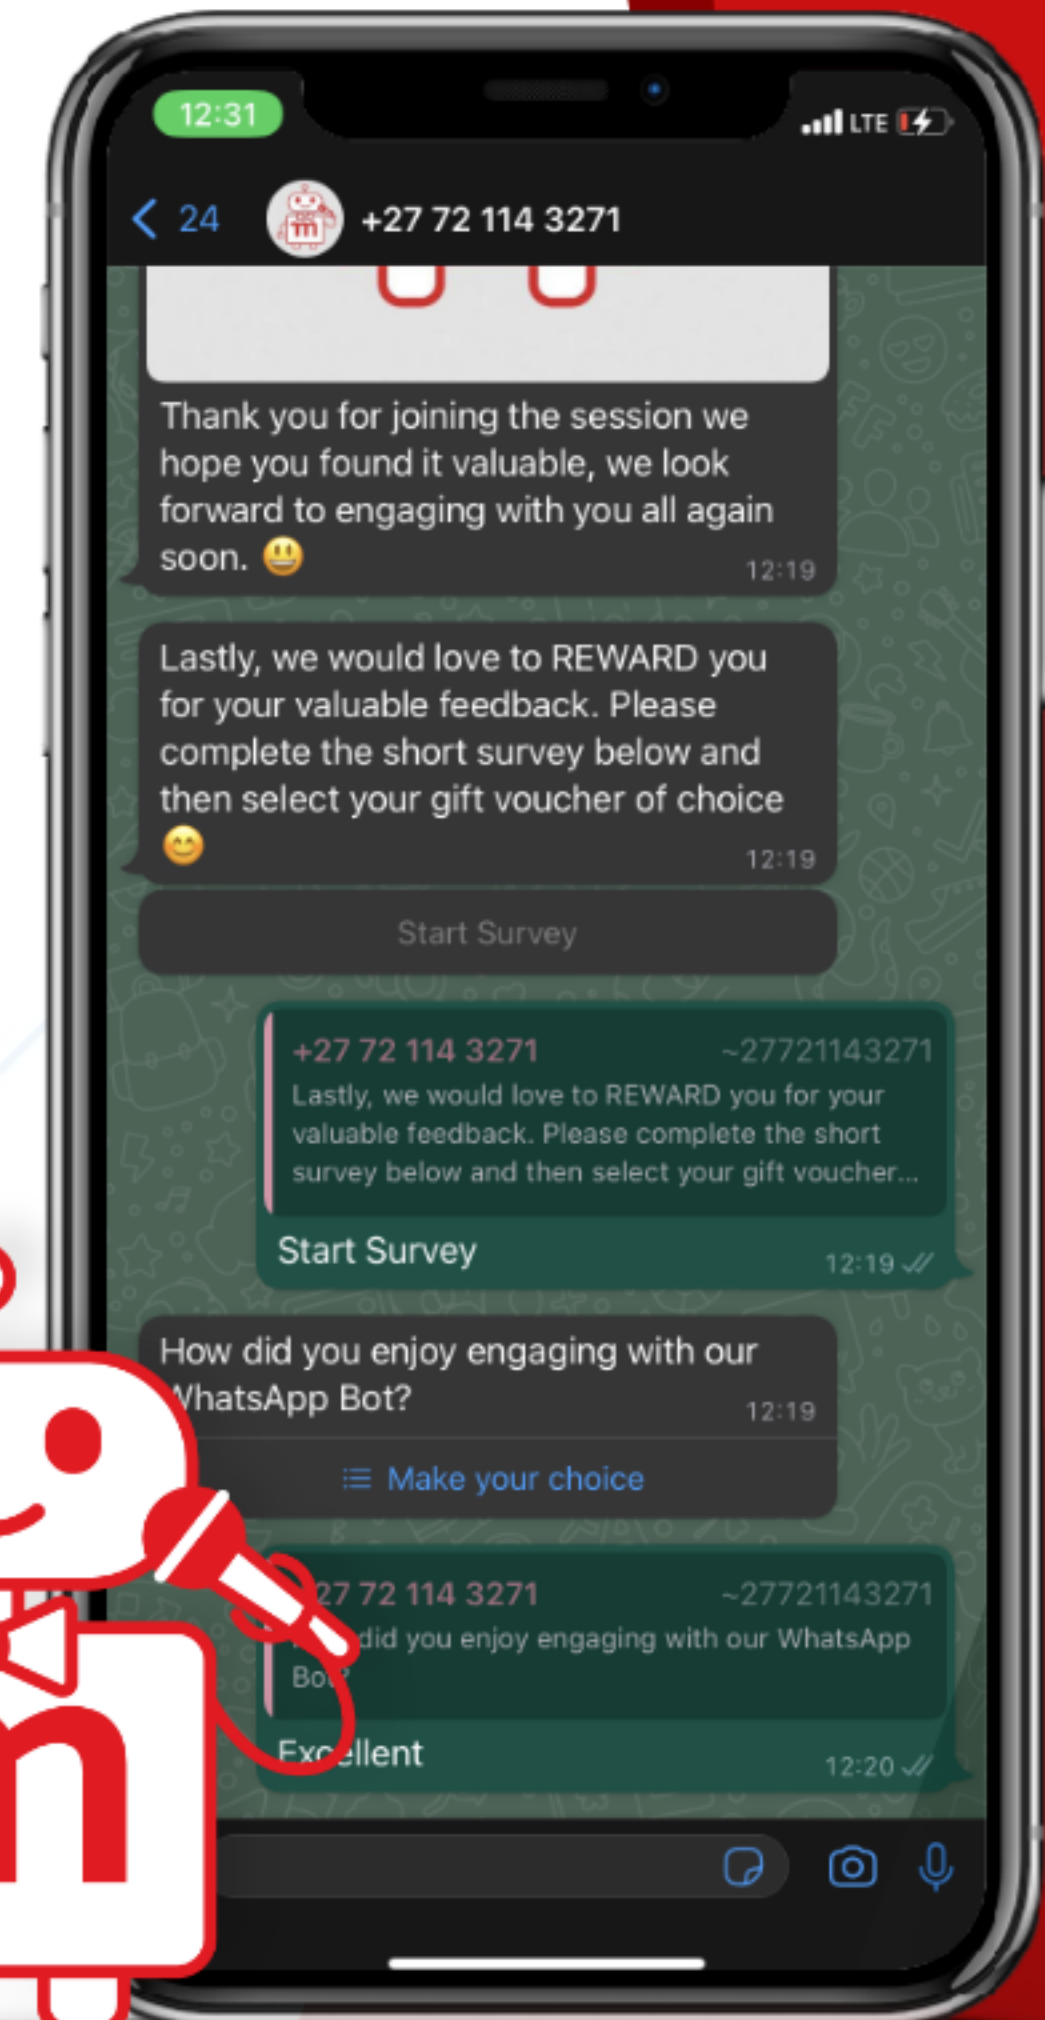 12:31
LTE
24
m
+27 72 114 3271
Thank you for joining the session we
hope you found it valuable, we look
forward to engaging with you all again
soon. 😃
12:19
Lastly, we would love to REWARD you
for your valuable feedback. Please
complete the short survey below and
then select your gift voucher of choice
😊
12:19
Start Survey
+27 72 114 3271 ~27721143271
Lastly, we would love to REWARD you for your
valuable feedback. Please complete the short
survey below and then select your gift voucher...
Start Survey
12:19
How did you enjoy engaging with our
WhatsApp Bot?
12:19
Make your choice
27 72 114 3271 ~27721143271
did you enjoy engaging with our WhatsApp
Bot?
Excellent
12:20
m